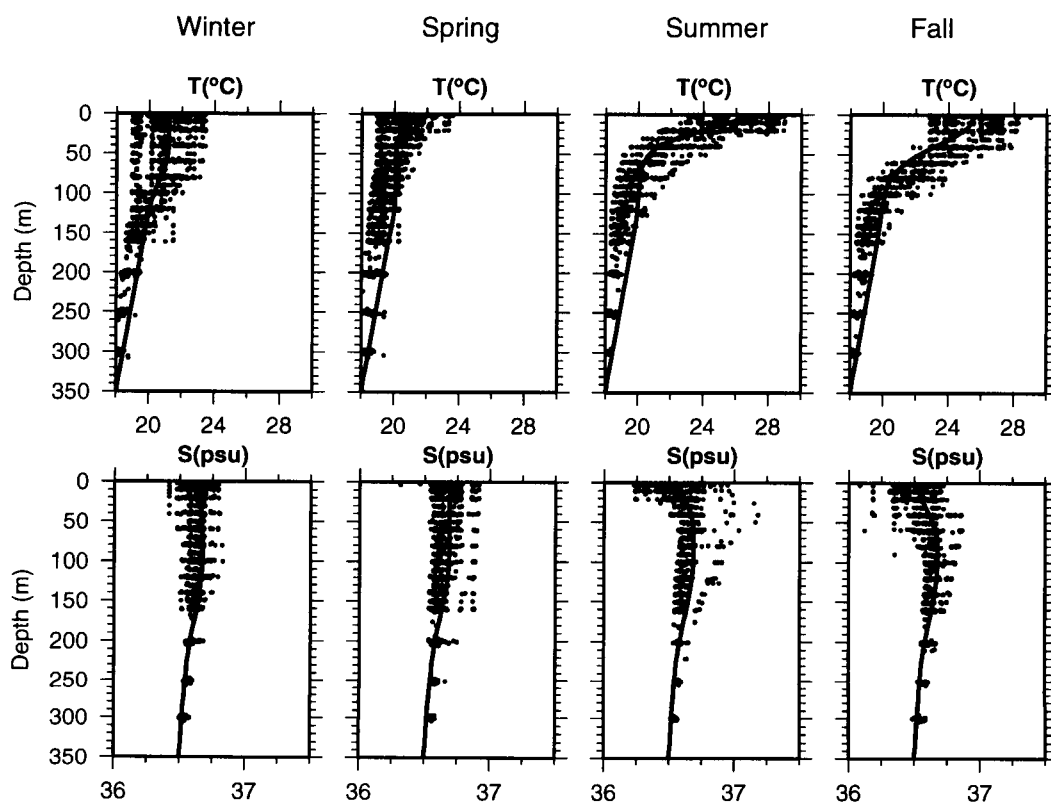 Winter Spring Summer Fall
T(°C) T(°C) T(°C) T(°C)
0
50
100
150
200
250
300
350
Depth (m)
20 24 28 20 24 28 20 24 28 20 24 28
S(psu) S(psu) S(psu) S(psu)
0
50
100
150
200
250
300
350
Depth (m)
36 37 36 37 36 37 36 37